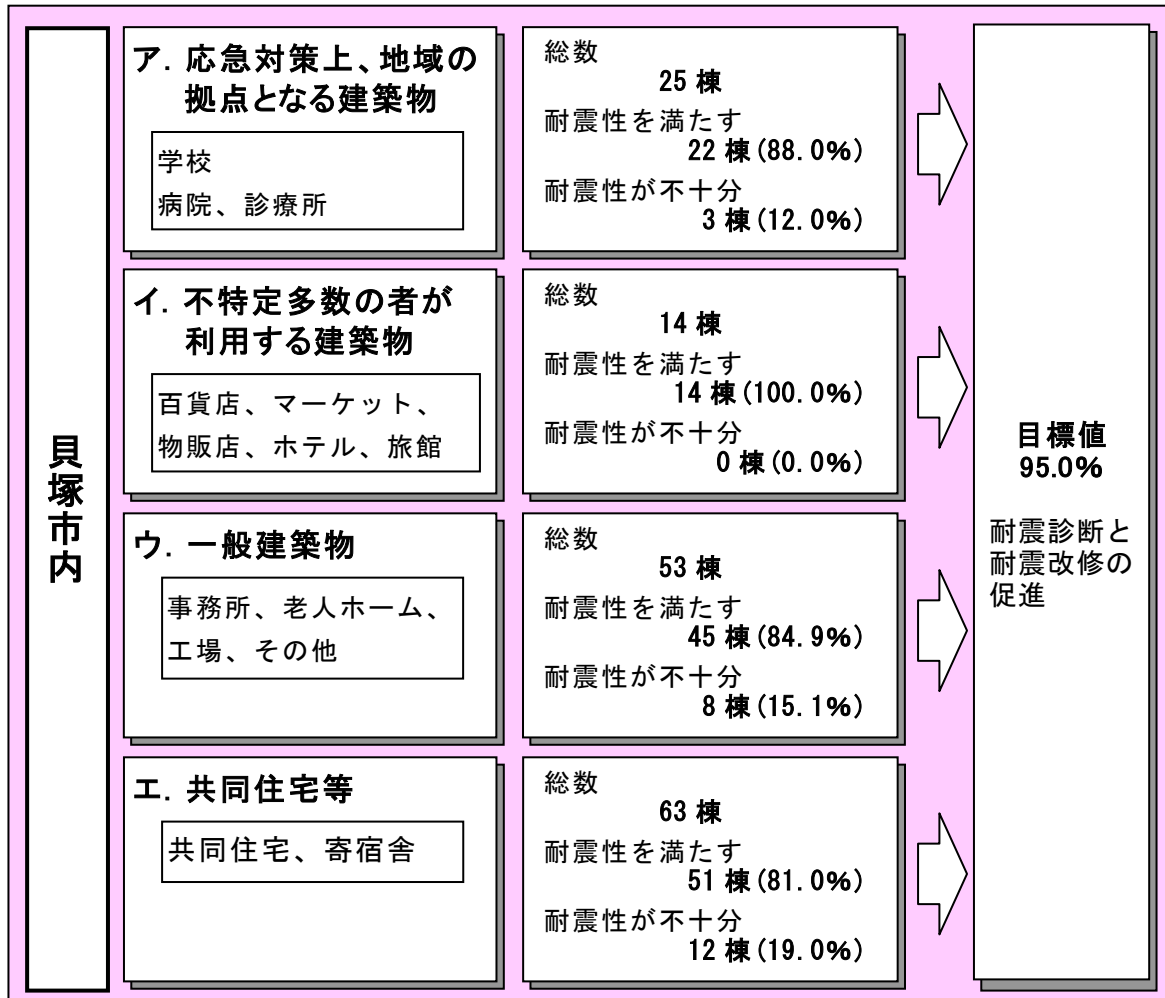 貝塚市内
ア. 応急対策上、地域の
拠点となる建築物
学校
病院、診療所
総数
25 棟
耐震性を満たす
22 棟(88.0%)
耐震性が不十分
3 棟(12.0%)
イ. 不特定多数の者が
利用する建築物
百貨店、マーケット、
物販店、ホテル、旅館
総数
14 棟
耐震性を満たす
14 棟(100.0%)
耐震性が不十分
0 棟(0.0%)
ウ. 一般建築物
事務所、老人ホーム、
工場、その他
総数
53 棟
耐震性を満たす
45 棟(84.9%)
耐震性が不十分
8 棟(15.1%)
エ. 共同住宅等
共同住宅、寄宿舎
総数
63 棟
耐震性を満たす
51 棟(81.0%)
耐震性が不十分
12 棟(19.0%)
目標値
95.0%
耐震診断と
耐震改修の
促進